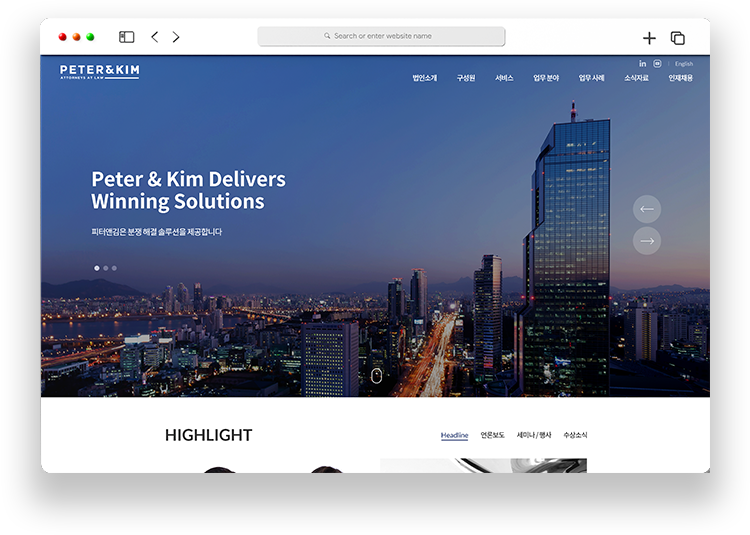 Search or enter website name
PETER&KIM
ATTORNEYS AT LAW
in
English
법인소개 구성원 서비스 업무 분야 업무 사례 소식자료 인재채용
Peter & Kim Delivers
Winning Solutions
피터앤김은 분쟁 해결 솔루션을 제공합니다
HIGHLIGHT
Headline 언론보도 세미나 / 행사 수상소식